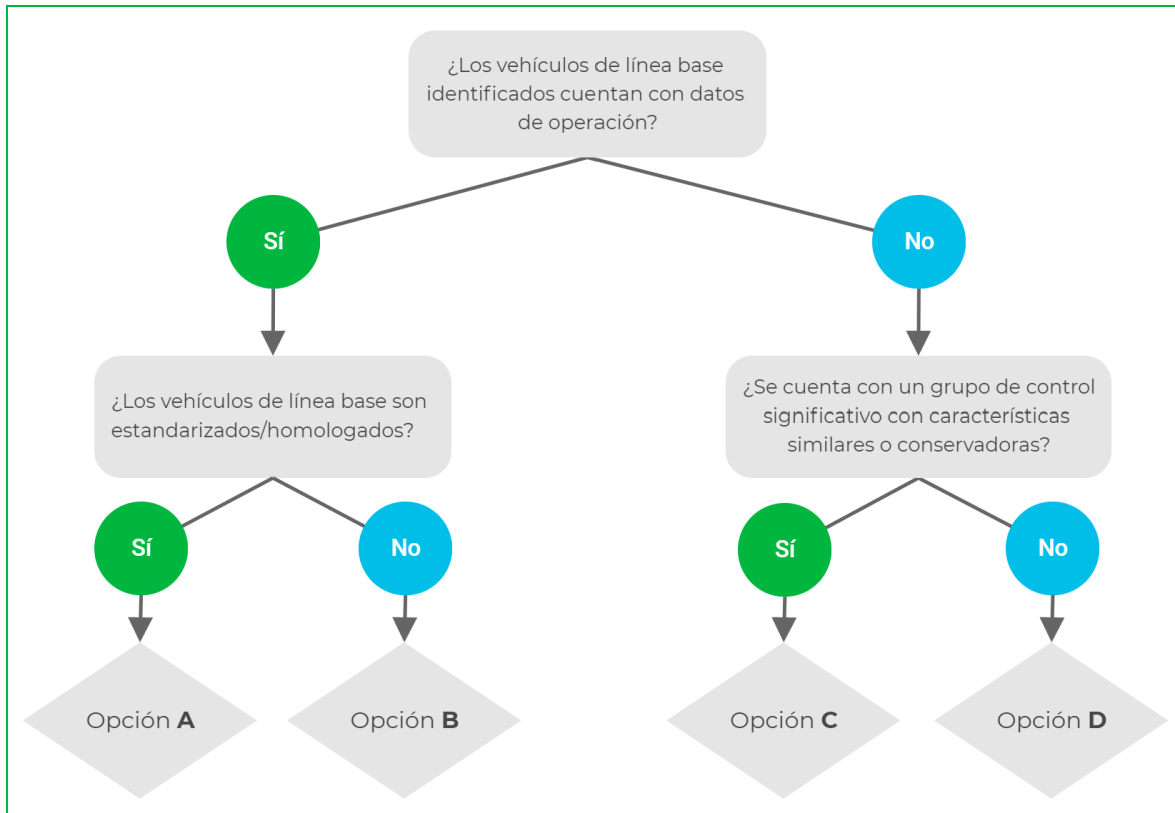 ¿Los vehículos de línea base
identificados cuentan con datos
de operación?
Sí
No
¿Los vehículos de línea base son
estandarizados/homologados?
¿Se cuenta con un grupo de control
significativo con características
similares o conservadoras?
Sí
No
Sí
No
Opción A
Opción B
Opción C
Opción D